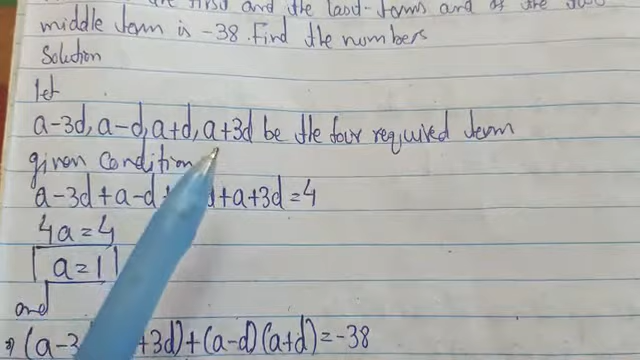 the first and the last-terms and of the two
middle term is -38. Find the numbers
Solution
let
a-3d, a-d, a+d, a+3d be the four required term
given condition
a-3d+a-d+ d+a+3d=4
4a=4
a=1
and
(a-3 +3d)+(a-d)(a+d)=-38